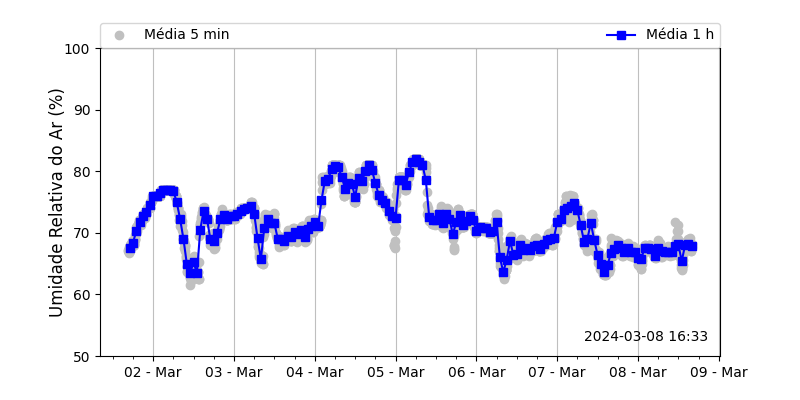 Média 5 min
Média 1 h
Umidade Relativa do Ar (%)
100
90
80
70
60
50
2024-03-08 16:33
02 - Mar
03 - Mar
04 - Mar
05 - Mar
06 - Mar
07 - Mar
08 - Mar
09 - Mar